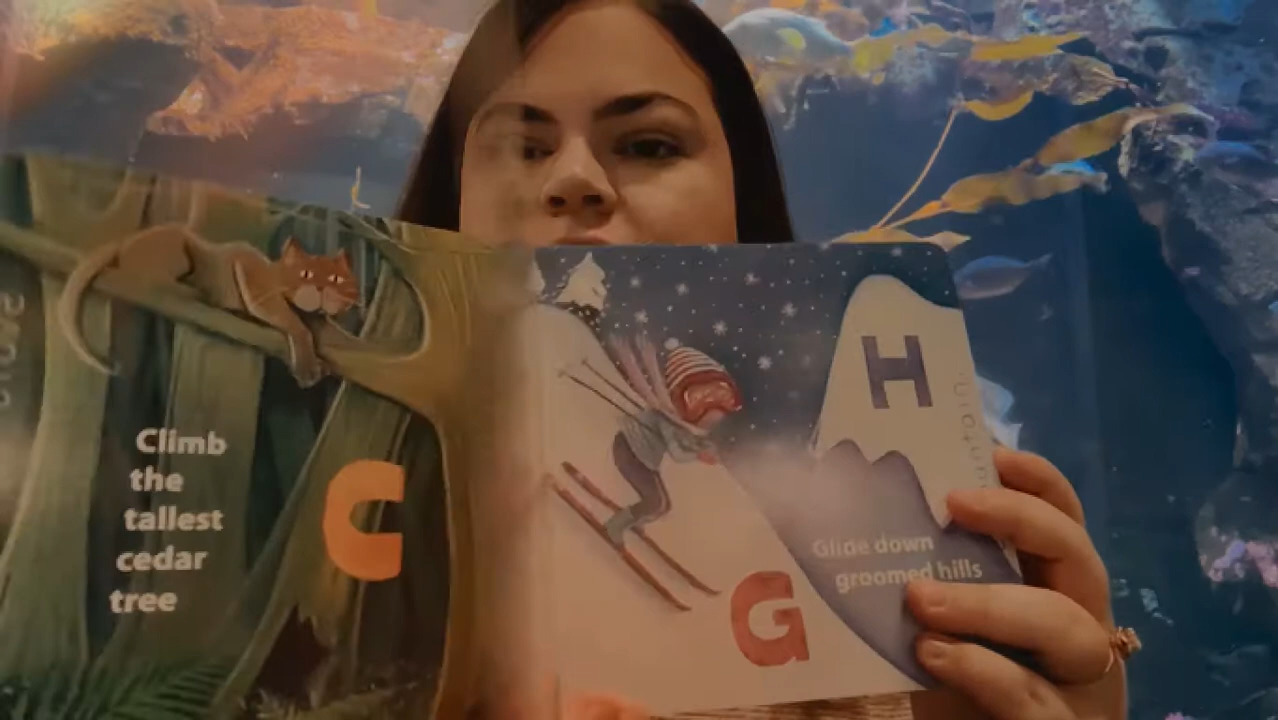 Climb
the
tallest
cedar
tree
C
H
Glide down
groomed hills
G